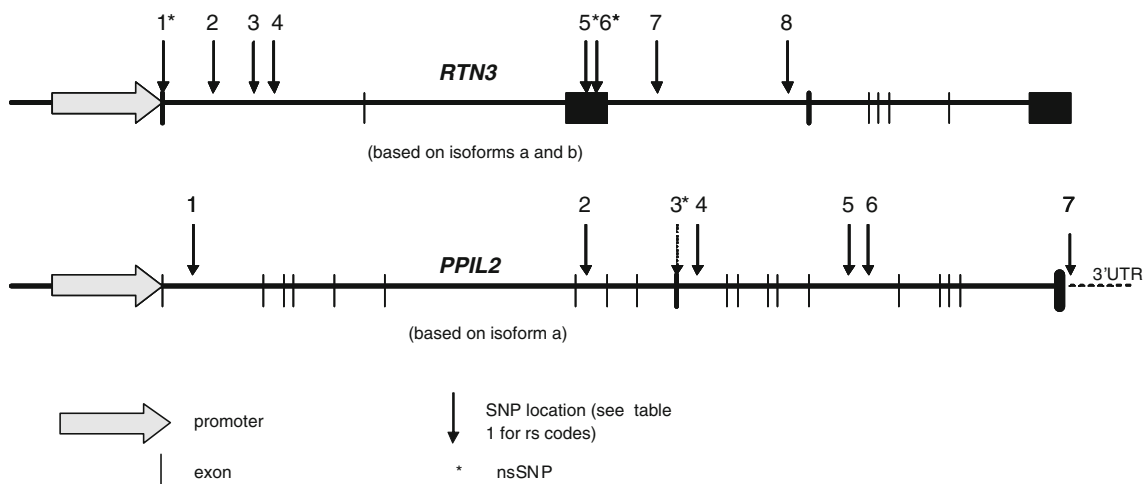 1* 2 3 4 5*6* 7 8
RTN3
(based on isoforms a and b)
1 2 3* 4 5 6 7
PPIL2
3'UTR
(based on isoform a)
promoter
SNP location (see table
1 for rs codes)
exon
* nsSNP